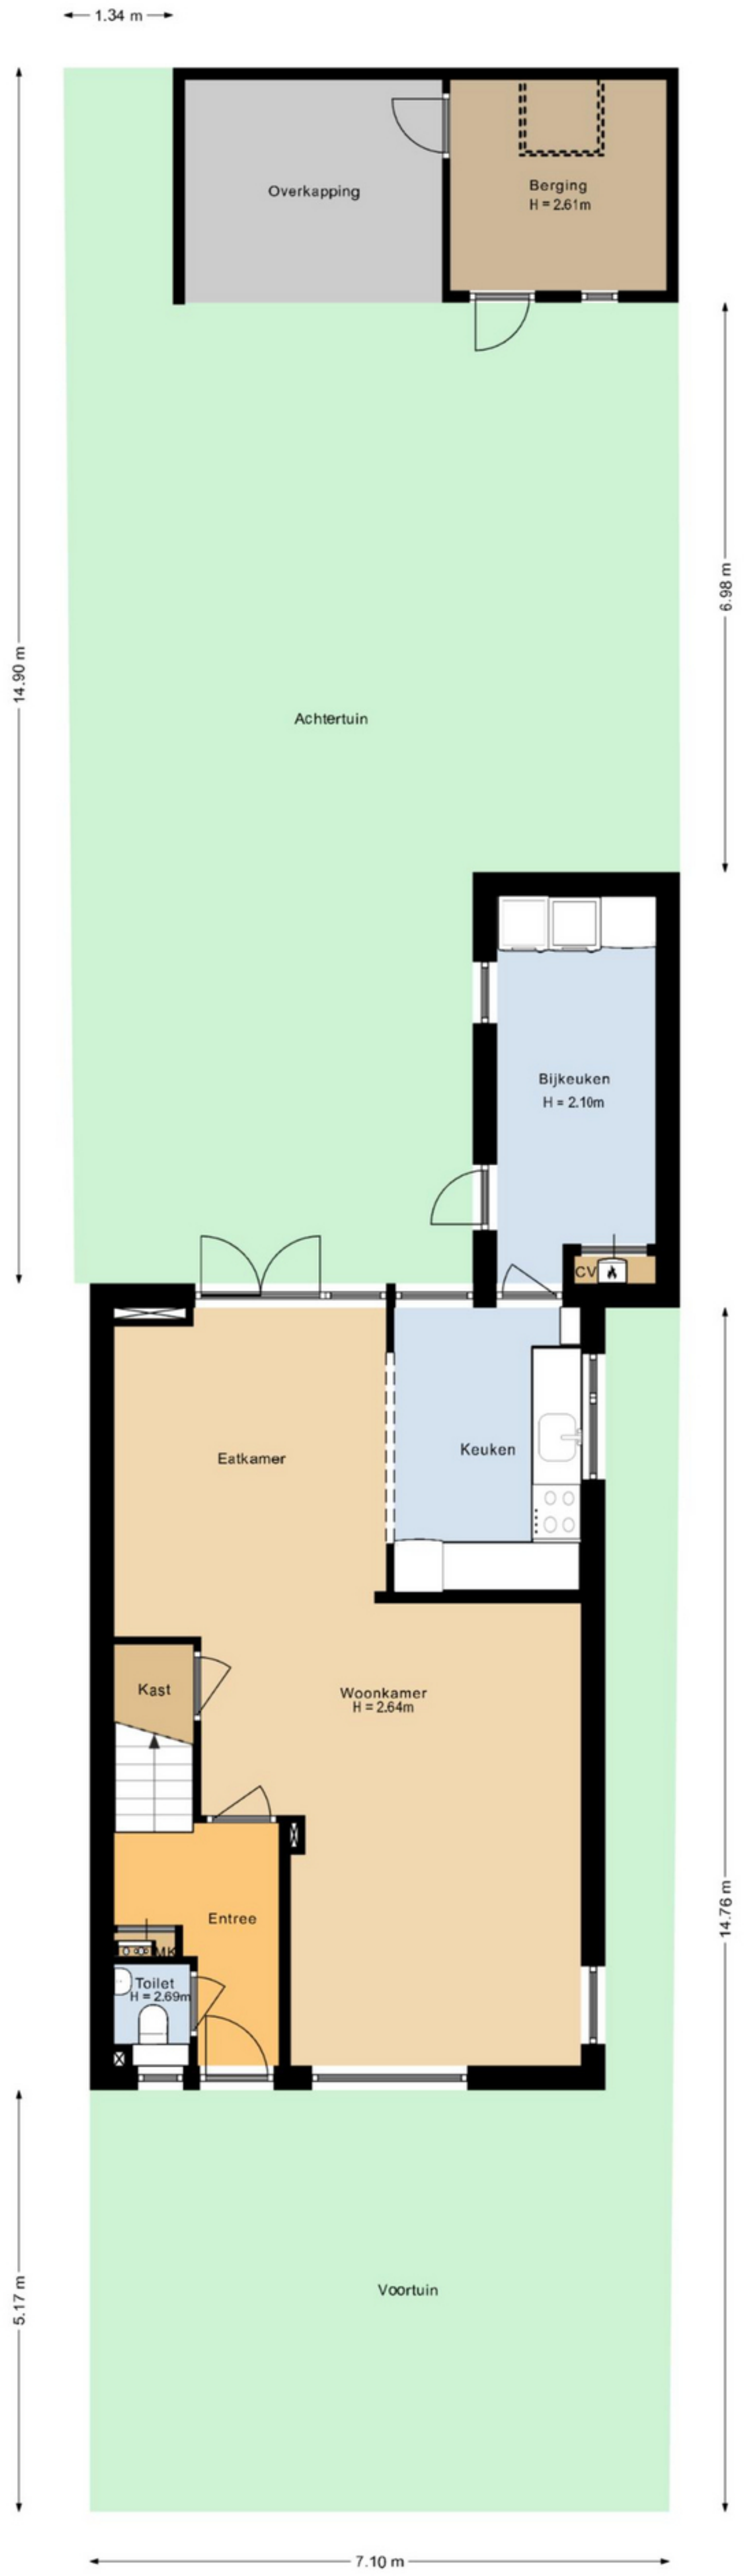 1.34 m
Overkapping
Berging
H = 2.61m
6.98 m
14.90 m
Achtertuin
Bijkeuken
H = 2.10m
CV
Keuken
Eatkamer
Kast
Woonkamer
H = 2.64m
14.76 m
Entree
MK
Toilet
H = 2.69m
5.17 m
Voortuin
7.10 m